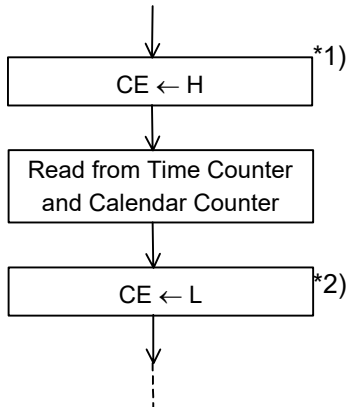 *1)
CE ← H
Read from Time Counter
and Calendar Counter
*2)
CE ← L